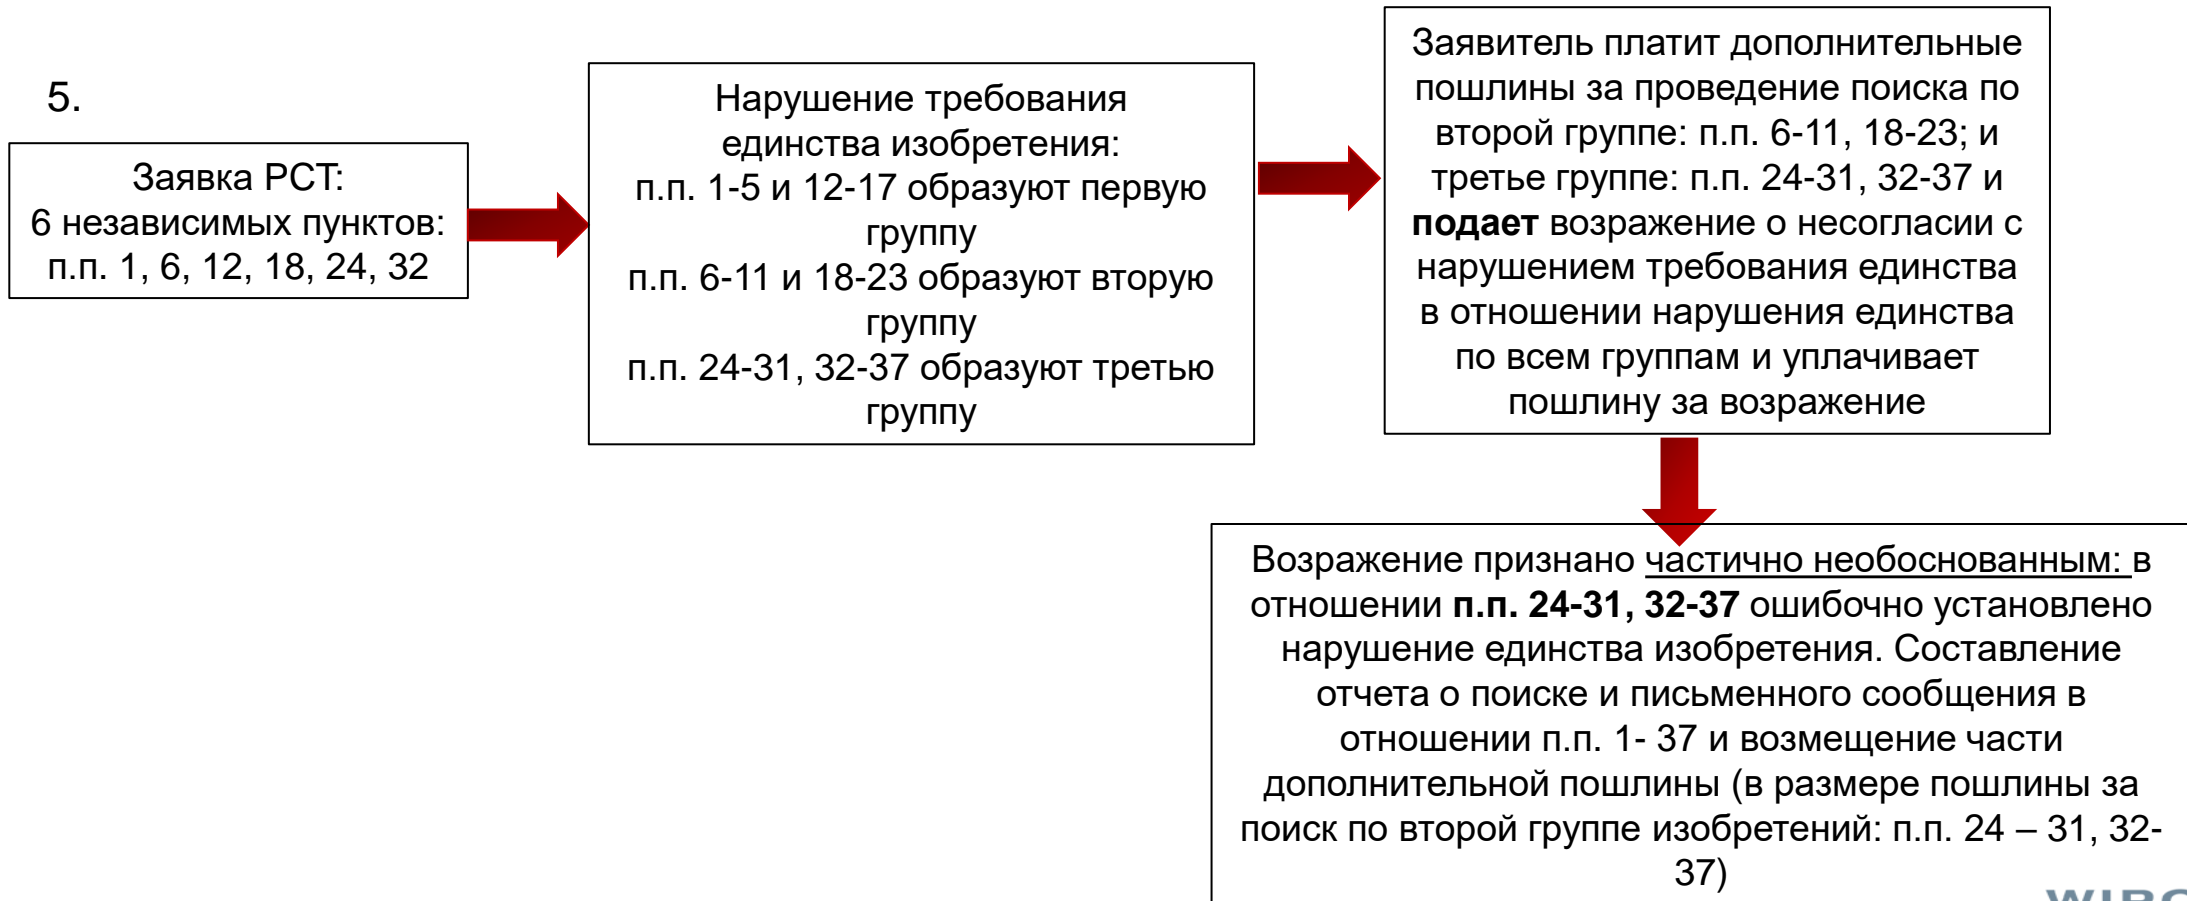 5.
Заявка РСТ:
6 независимых пунктов:
п.п. 1, 6, 12, 18, 24, 32
Нарушение требования
единства изобретения:
п.п. 1-5 и 12-17 образуют первую
группу
п.п. 6-11 и 18-23 образуют вторую
группу
п.п. 24-31, 32-37 образуют третью
группу
Заявитель платит дополнительные
пошлины за проведение поиска по
второй группе: п.п. 6-11, 18-23; и
третье группе: п.п. 24-31, 32-37 и
подает возражение о несогласии с
нарушением требования единства
в отношении нарушения единства
по всем группам и уплачивает
пошлину за возражение
Возражение признано частично необоснованным: в
отношении п.п. 24-31, 32-37 ошибочно установлено
нарушение единства изобретения. Составление
отчета о поиске и письменного сообщения в
отношении п.п. 1- 37 и возмещение части
дополнительной пошлины (в размере пошлины за
поиск по второй группе изобретений: п.п. 24 – 31, 32-
37)